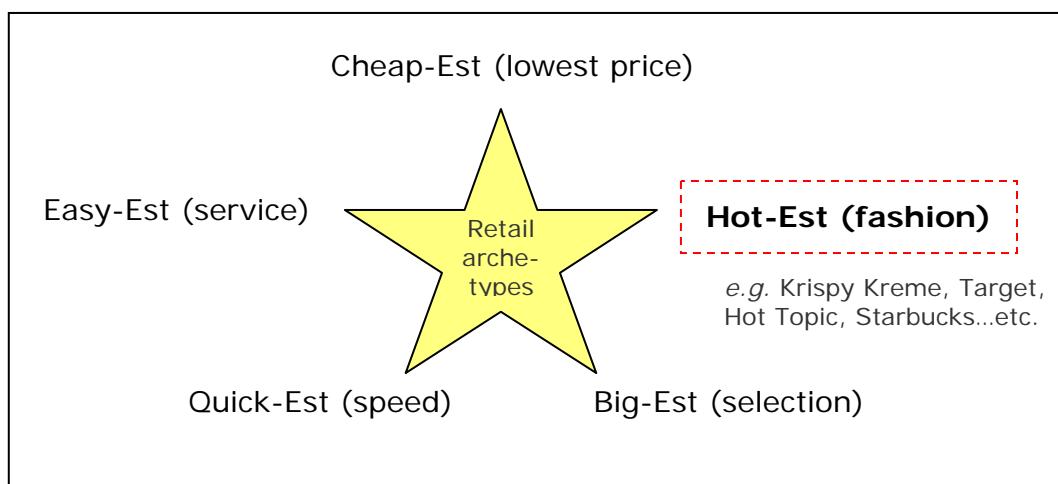 Cheap-Est (lowest price)
Easy-Est (service)
Retail
arche-
types
Hot-Est (fashion)
e.g. Krispy Kreme, Target,
Hot Topic, Starbucks...etc.
Quick-Est (speed)
Big-Est (selection)